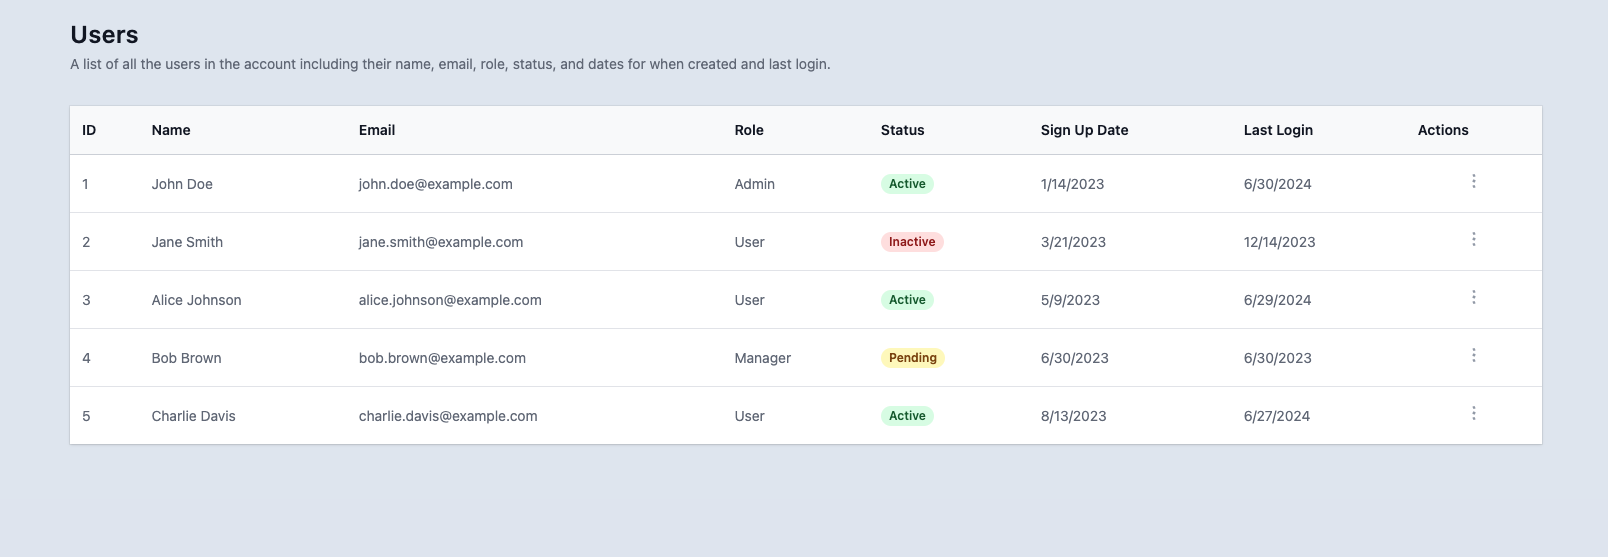 Users
A list of all the users in the account including their name, email, role, status, and dates for when created and last login.
ID Name Email Role Status Sign Up Date Last Login Actions
1 John Doe john.doe@example.com Admin Active 1/14/2023 6/30/2024
2 Jane Smith jane.smith@example.com User Inactive 3/21/2023 12/14/2023
3 Alice Johnson alice.johnson@example.com User Active 5/9/2023 6/29/2024
4 Bob Brown bob.brown@example.com Manager Pending 6/30/2023 6/30/2023
5 Charlie Davis charlie.davis@example.com User Active 8/13/2023 6/27/2024